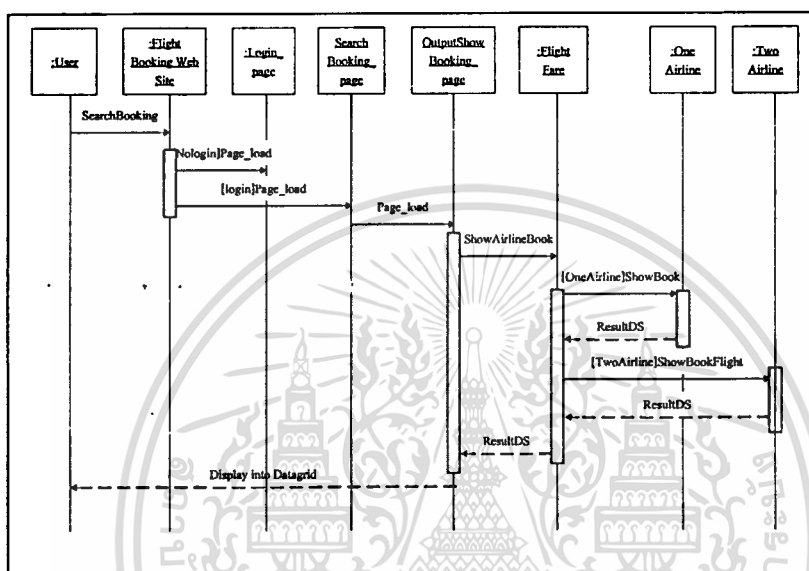 :User
:Flight
Booking Web
Site
:Login_
page
Search
Booking_
page
OutputShow
Booking_
page
:Flight
Fare
:One
Airline
:Two
Airline
SearchBooking
Nologin]Page_load
[login]Page_load
Page_load
ShowAirlineBook
[OneAirline]ShowBook
ResultDS
[TwoAirline]ShowBookFlight
ResultDS
ResultDS
Display into Datagrid